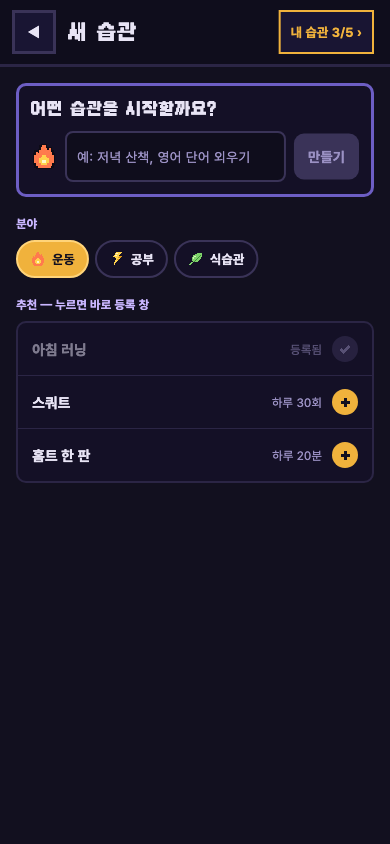 ◀ 새 습관 내 습관 3/5 ›
어떤 습관을 시작할까요?
예: 저녁 산책, 영어 단어 외우기 만들기
분야
운동 공부 식습관
추천 — 누르면 바로 등록 창
아침 러닝 등록됨
스쿼트 하루 30회
홈트 한 판 하루 20분